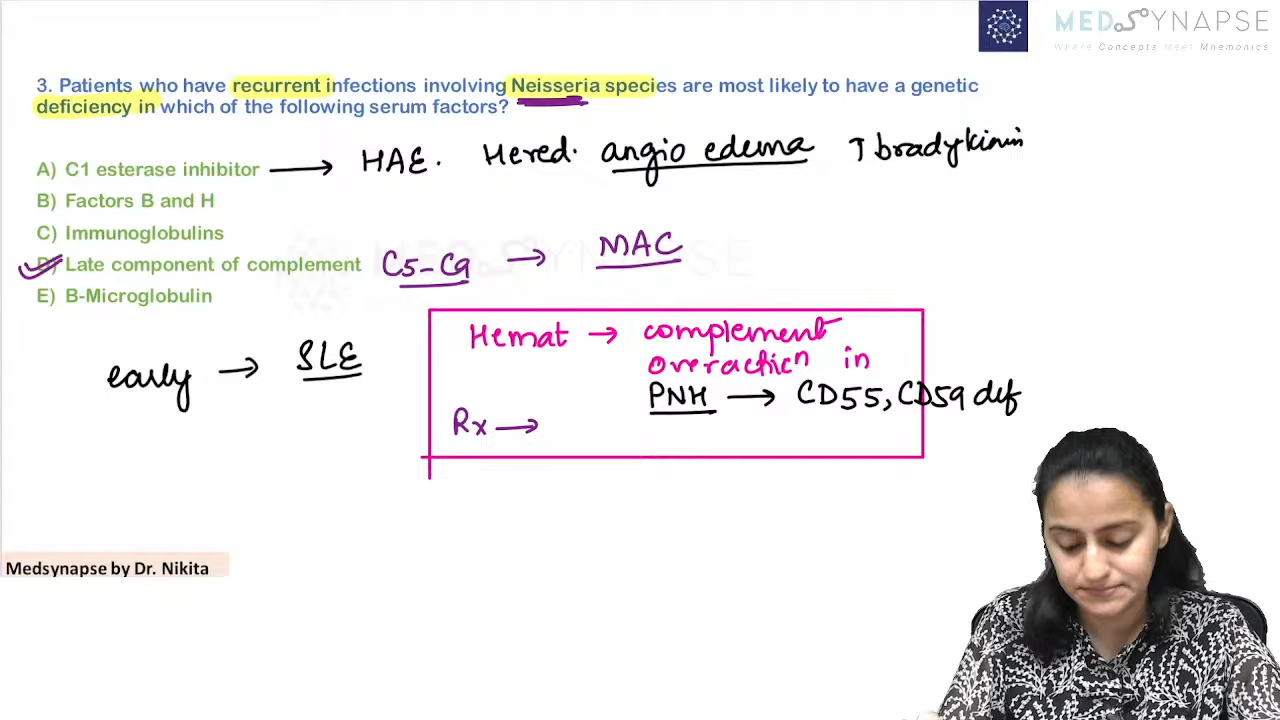 MEDSYNAPSE
Where Concepts Meet Mnemonics
3. Patients who have recurrent infections involving Neisseria species are most likely to have a genetic
deficiency in which of the following serum factors?
A) C1 esterase inhibitor → HAE. Hered. angio edema ↑ bradykinin
B) Factors B and H
C) Immunoglobulins
D) Late component of complement C5-C9 → MAC
E) B-Microglobulin
early → SLE
Hemat → complement
overacticn in
PNH → CD55, CD59 def
Rx →
Medsynapse by Dr. Nikita